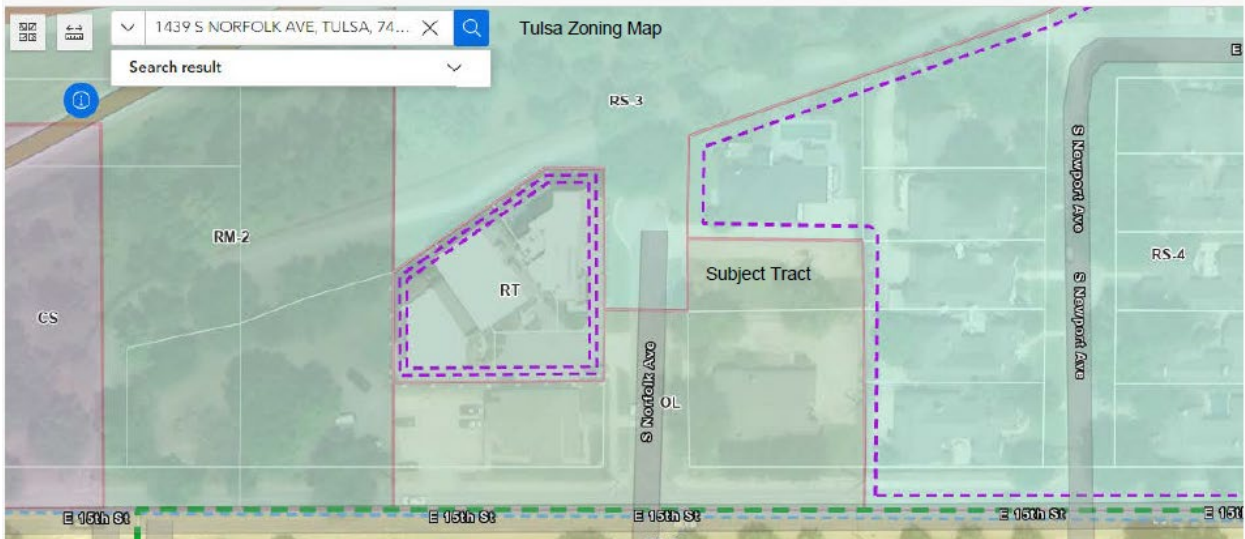 1439 S NORFOLK AVE, TULSA, 74...
Tulsa Zoning Map
Search result
E
RS-3
S Newport Ave
RM-2
RS-4
Subject Tract
RT
S Newport Ave
CS
S Norfolk Ave
OL
E 15th St
E 15th St
E 15th St
E 15th St
E 15t